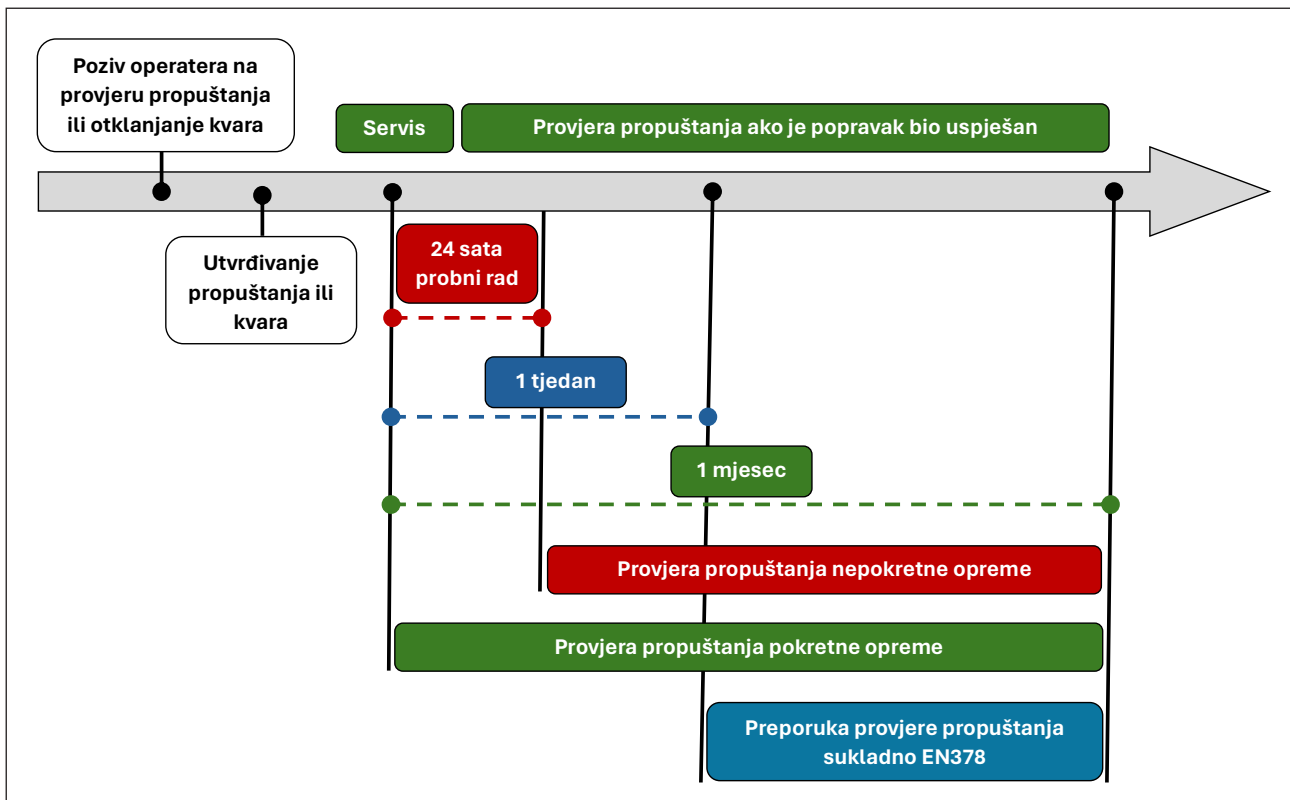 Poziv operatera na
provjeru propuštanja
ili otklanjanje kvara
Servis
Provjera propuštanja ako je popravak bio uspješan
Utvrđivanje
propuštanja ili
kvara
24 sata
probni rad
1 tjedan
1 mjesec
Provjera propuštanja nepokretne opreme
Provjera propuštanja pokretne opreme
Preporuka provjere propuštanja
sukladno EN378